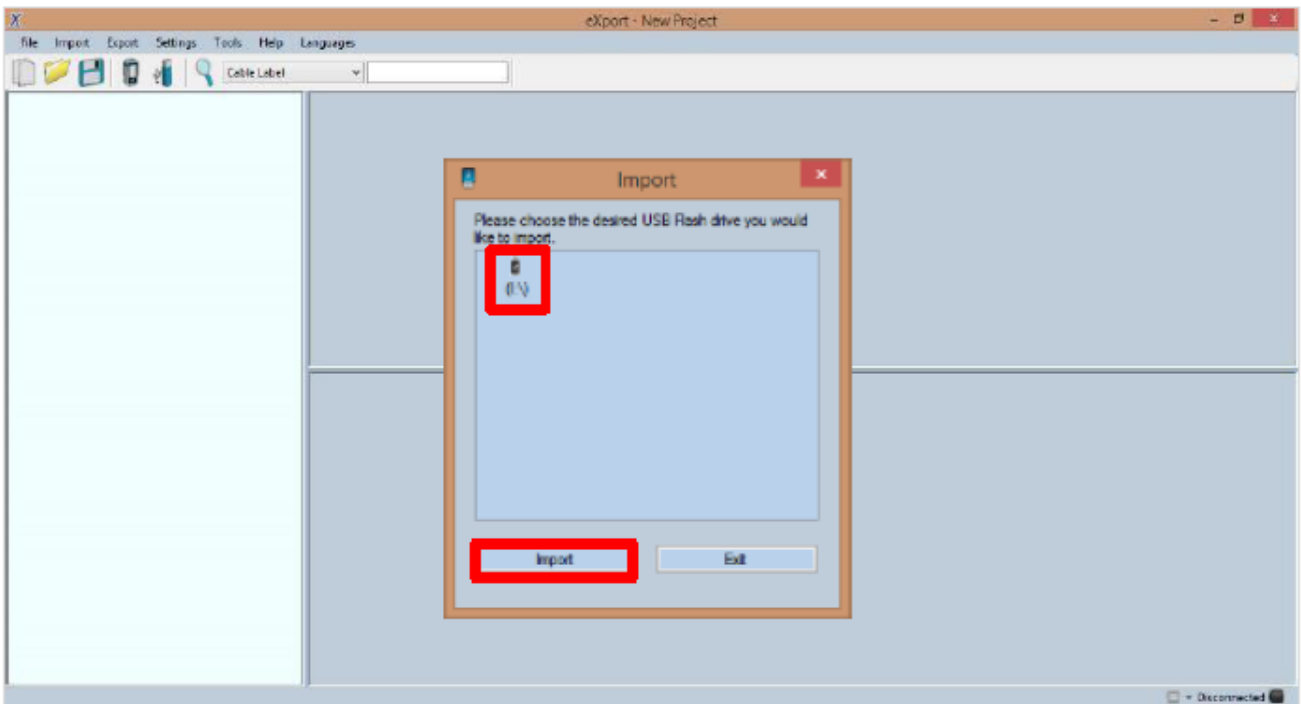 X
eXport - New Project
File Import Export Settings Tools Help Languages
Cable Label
Import
Please choose the desired USB Flash drive you would
like to import.
(I:\)
Import Exit
Disconnected